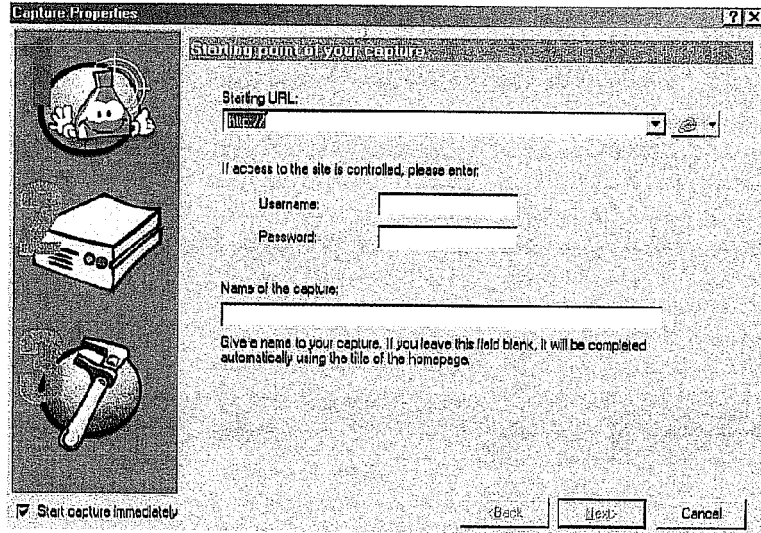 Capture Properties
Starting point of your capture
Starting URL:
http://
If access to the site is controlled, please enter:
Username:
Password:
Name of the capture:
Give a name to your capture. If you leave this field blank, it will be completed
automatically using the title of the homepage.
Start capture immediately
<Back
Next>
Cancel